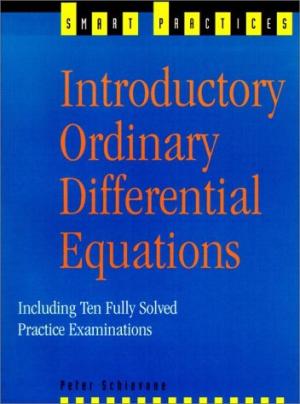 SMART PRACTICES
Introductory
Ordinary
Differential
Equations
Including Ten Fully Solved
Practice Examinations
Peter Schiavone